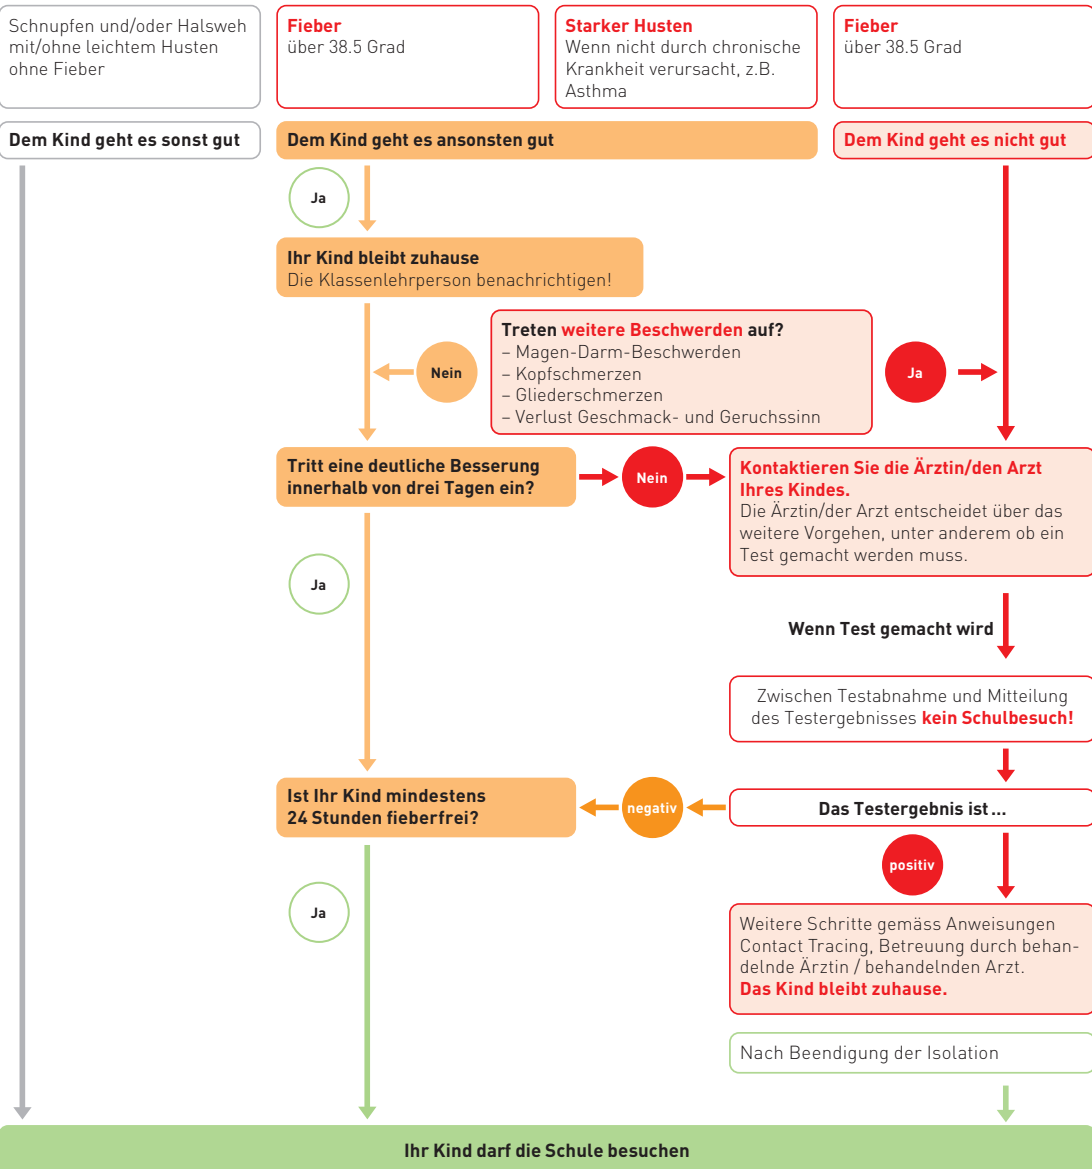 Schnupfen und/oder Halsweh
mit/ohne leichtem Husten
ohne Fieber
Fieber
über 38.5 Grad
Starker Husten
Wenn nicht durch chronische
Krankheit verursacht, z.B.
Asthma
Fieber
über 38.5 Grad
Dem Kind geht es sonst gut
Dem Kind geht es ansonsten gut
Dem Kind geht es nicht gut
Ja
Ihr Kind bleibt zuhause
Die Klassenlehrperson benachrichtigen!
Treten weitere Beschwerden auf?
– Magen-Darm-Beschwerden
– Kopfschmerzen
– Gliederschmerzen
– Verlust Geschmack- und Geruchssinn
Nein
Ja
Tritt eine deutliche Besserung
innerhalb von drei Tagen ein?
Nein
Kontaktieren Sie die Ärztin/den Arzt
Ihres Kindes.
Die Ärztin/der Arzt entscheidet über das
weitere Vorgehen, unter anderem ob ein
Test gemacht werden muss.
Ja
Wenn Test gemacht wird
Zwischen Testabnahme und Mitteilung
des Testergebnisses kein Schulbesuch!
Ist Ihr Kind mindestens
24 Stunden fieberfrei?
negativ
Das Testergebnis ist ...
positiv
Ja
Weitere Schritte gemäss Anweisungen
Contact Tracing, Betreuung durch behan-
delnde Ärztin / behandelnden Arzt.
Das Kind bleibt zuhause.
Nach Beendigung der Isolation
Ihr Kind darf die Schule besuchen